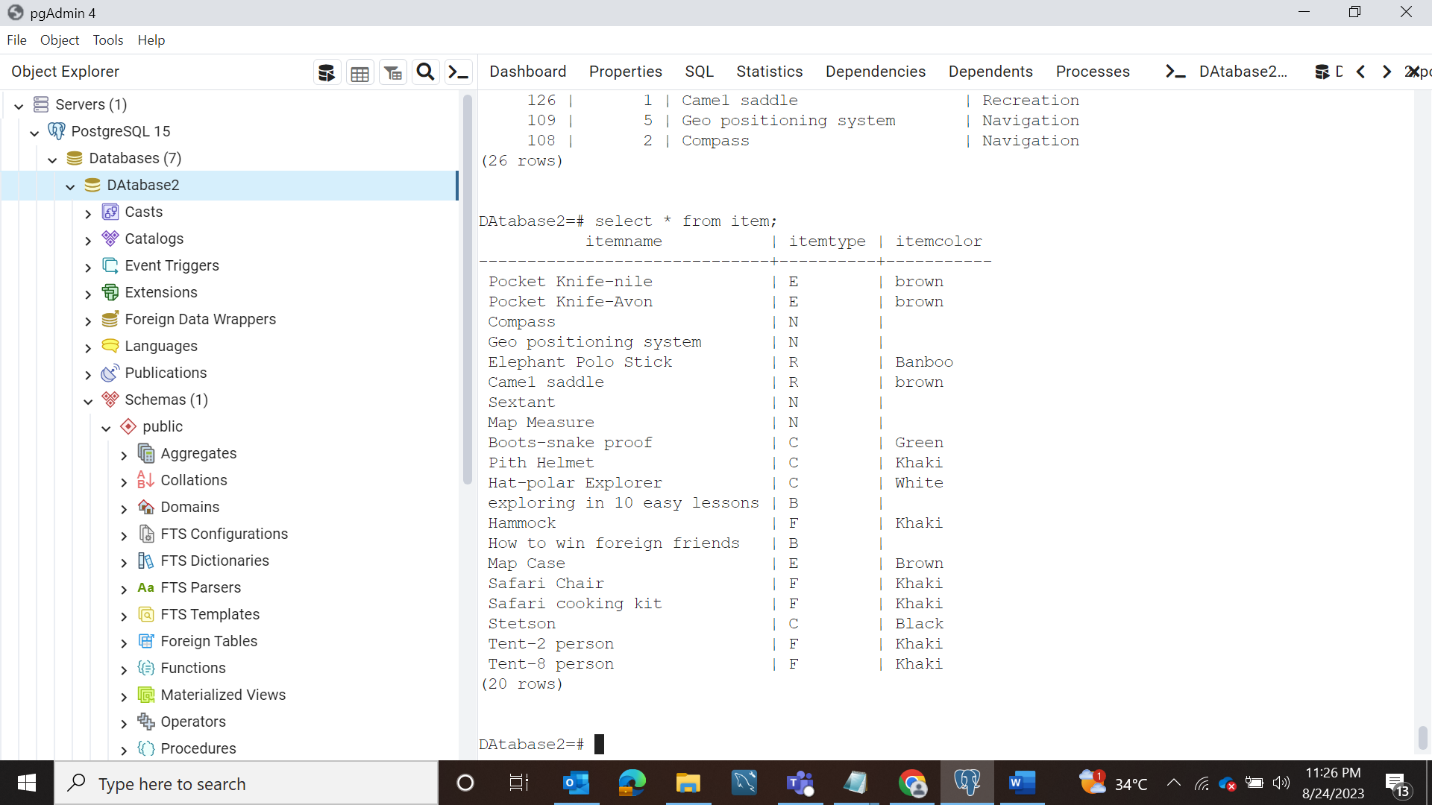 pgAdmin 4
File Object Tools Help
Object Explorer
Dashboard Properties SQL Statistics Dependencies Dependents Processes DAtabase2...
Servers (1)
PostgreSQL 15
Databases (7)
DAtabase2
Casts
Catalogs
Event Triggers
Extensions
Foreign Data Wrappers
Languages
Publications
Schemas (1)
public
Aggregates
Collations
Domains
FTS Configurations
FTS Dictionaries
Aa FTS Parsers
FTS Templates
Foreign Tables
Functions
Materialized Views
Operators
Procedures
126 | 1 | Camel saddle | Recreation
109 | 5 | Geo positioning system | Navigation
108 | 2 | Compass | Navigation
(26 rows)
DAtabase2=# select * from item;
itemname | itemtype | itemcolor
------------------------------+----------+-----------
Pocket Knife-nile | E | brown
Pocket Knife-Avon | E | brown
Compass | N |
Geo positioning system | N |
Elephant Polo Stick | R | Banboo
Camel saddle | R | brown
Sextant | N |
Map Measure | N |
Boots-snake proof | C | Green
Pith Helmet | C | Khaki
Hat-polar Explorer | C | White
exploring in 10 easy lessons | B |
Hammock | F | Khaki
How to win foreign friends | B |
Map Case | E | Brown
Safari Chair | F | Khaki
Safari cooking kit | F | Khaki
Stetson | C | Black
Tent-2 person | F | Khaki
Tent-8 person | F | Khaki
(20 rows)
DAtabase2=#
Type here to search
1
34°C
11:26 PM
8/24/2023
13